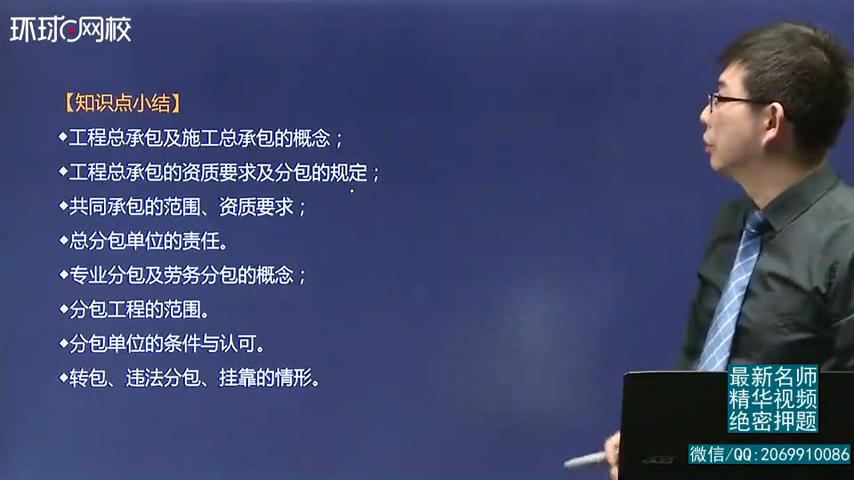 环球网校
【知识点小结】
◆工程总承包及施工总承包的概念；
◆工程总承包的资质要求及分包的规定；
◆共同承包的范围、资质要求；
◆总分包单位的责任。
◆专业分包及劳务分包的概念；
◆分包工程的范围。
◆分包单位的条件与认可。
◆转包、违法分包、挂靠的情形。
最新名师
精华视频
绝密押题
微信/QQ:2069910086
acer